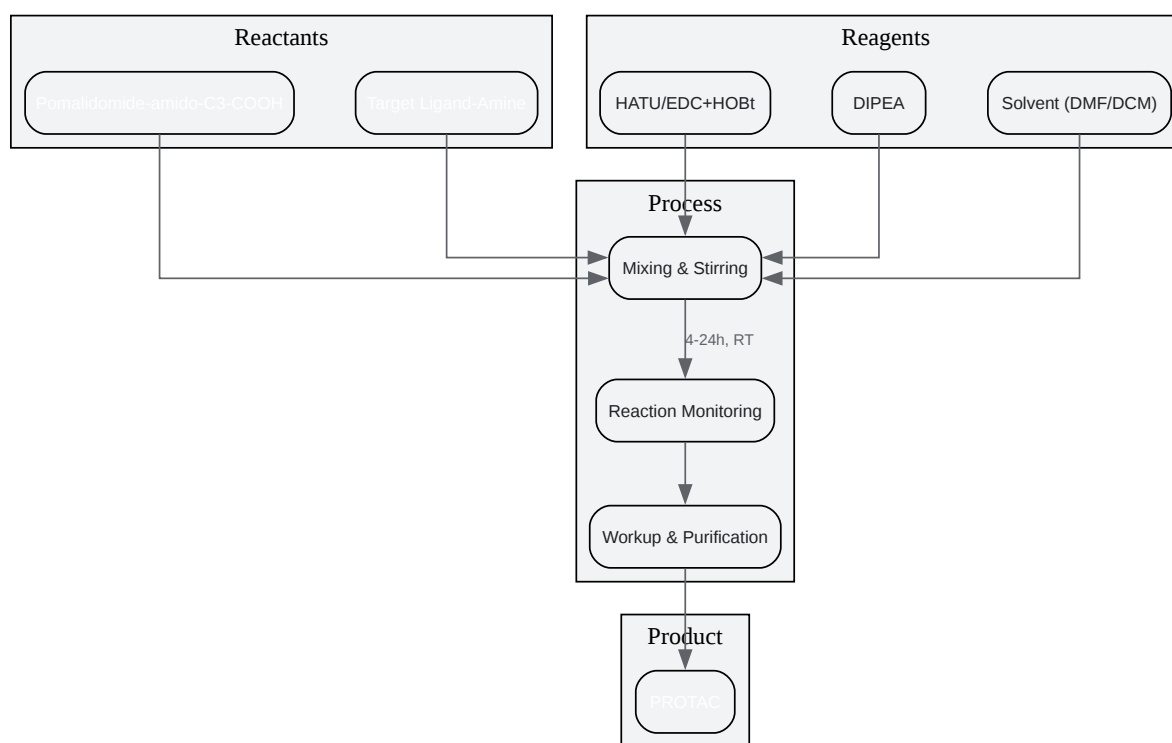 Reactants
Reagents
Pomalidomide-amido-C3-COOH
Target Ligand-Amine
HATU/EDC+HOBt
DIPEA
Solvent (DMF/DCM)
Process
Mixing & Stirring
4-24h, RT
Reaction Monitoring
Workup & Purification
Product
PROTAC